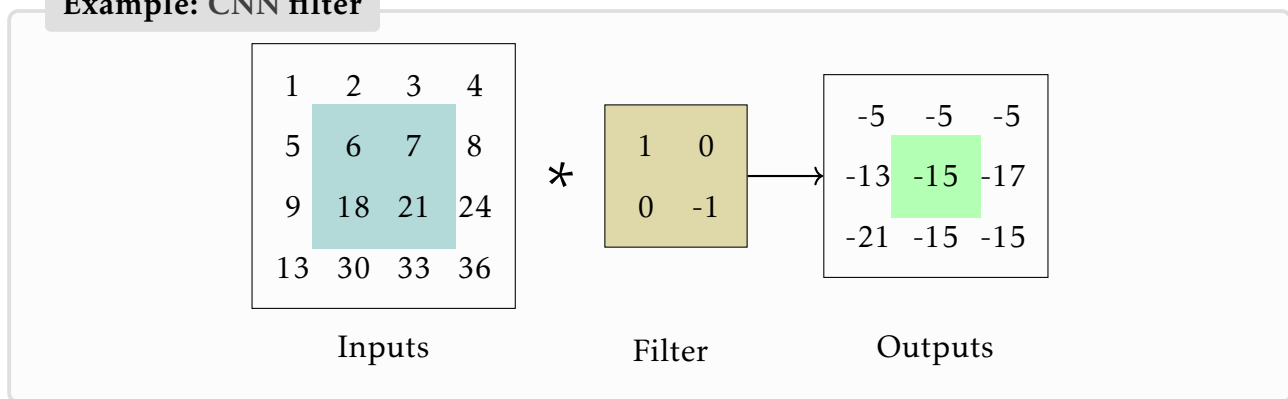 Example: CNN filter
1 2 3 4
5 6 7 8
9 18 21 24
13 30 33 36
*
1 0
0 -1
-5 -5 -5
-13 -15 -17
-21 -15 -15
Inputs
Filter
Outputs